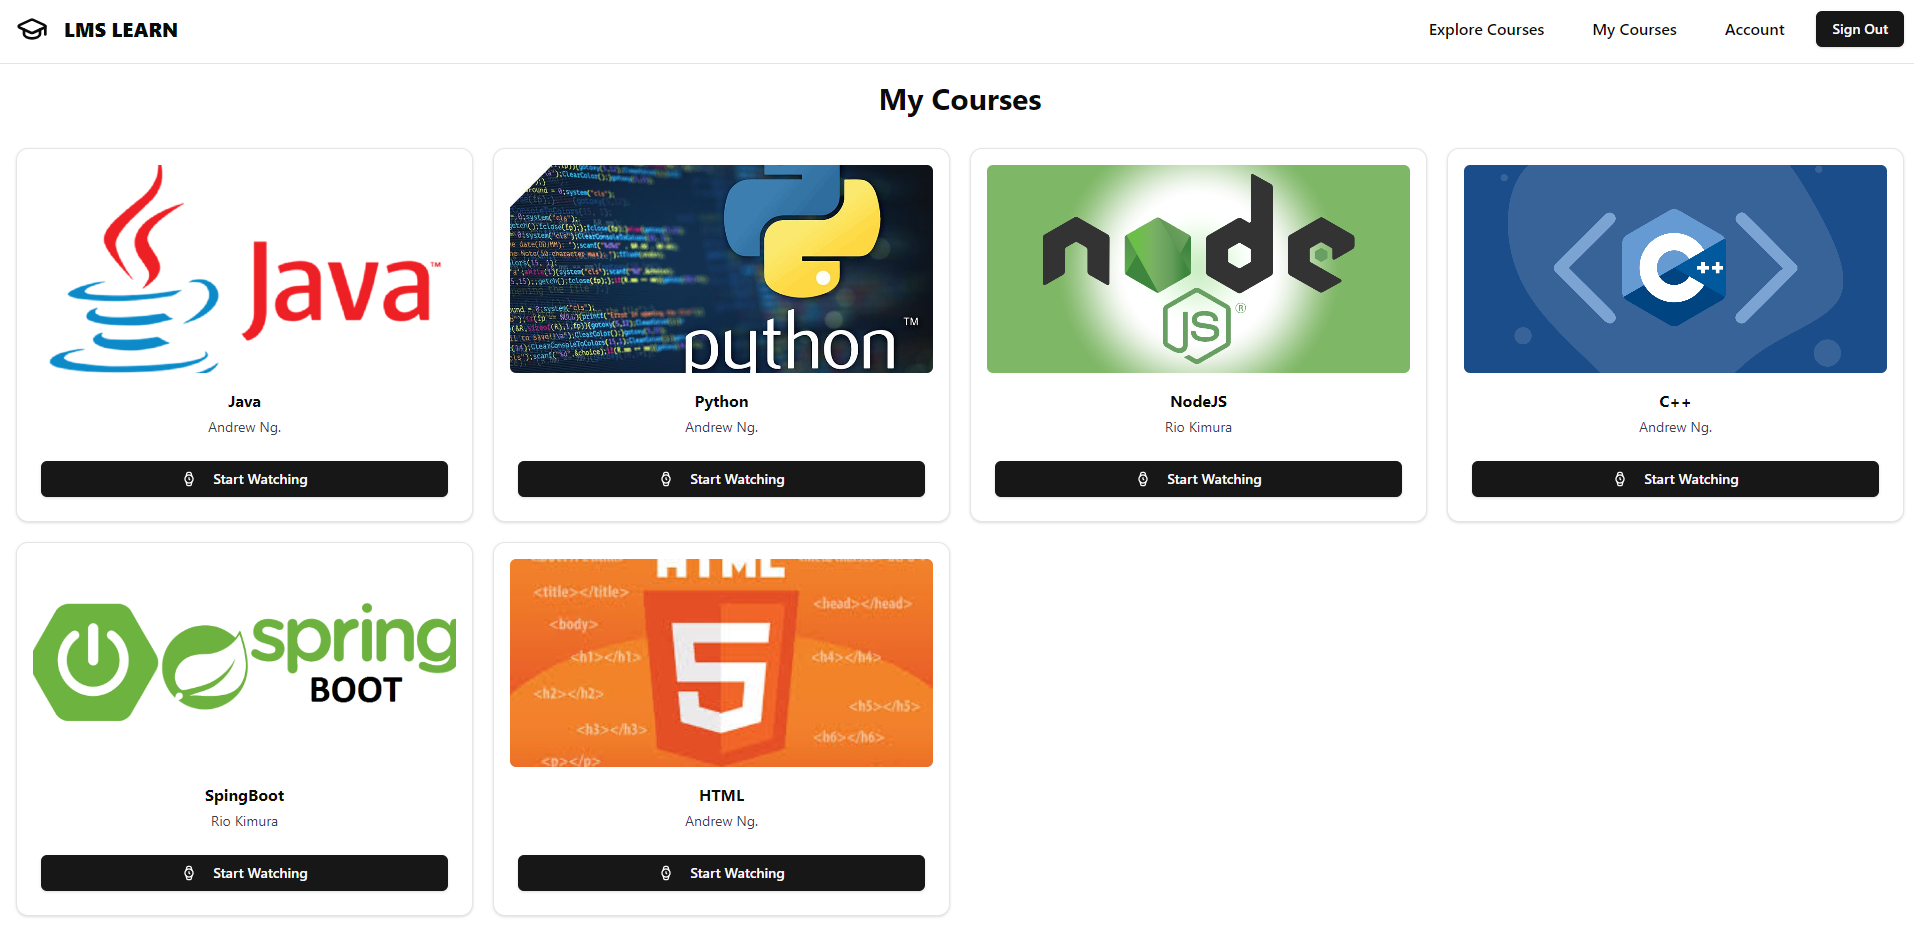 LMS LEARN
Explore Courses
My Courses
Account
Sign Out
My Courses
Java™
python™
node
JS®
C++
Java
Andrew Ng.
Start Watching
Python
Andrew Ng.
Start Watching
NodeJS
Rio Kimura
Start Watching
C++
Andrew Ng.
Start Watching
spring
BOOT
HTML
5
<title></title>
<head></head>
<body>
<h1></h1>
<h4></h4>
<h2></h2>
<h5></h5>
<h3></h3>
<h6></h6>
<p></p>
SpingBoot
Rio Kimura
Start Watching
HTML
Andrew Ng.
Start Watching